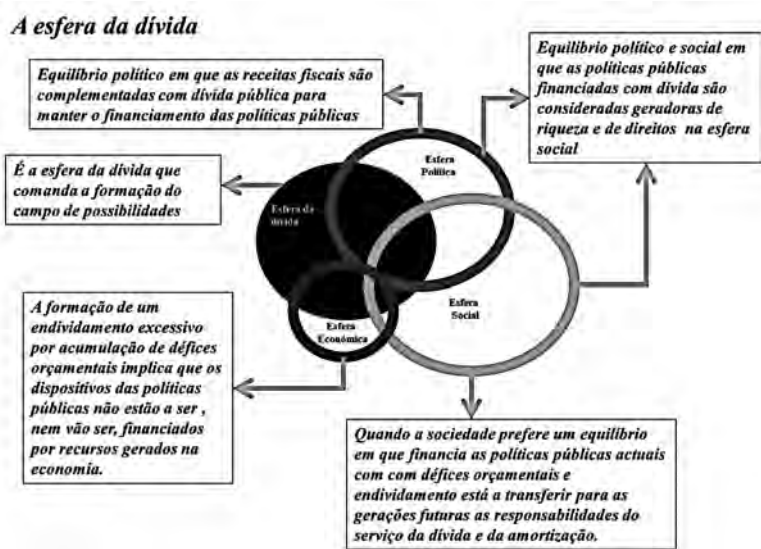 A esfera da dívida
Equilíbrio político em que as receitas fiscais são
complementadas com dívida pública para
manter o financiamento das políticas públicas
Equilíbrio político e social em
que as políticas públicas
financiadas com dívida são
consideradas geradoras de
riqueza e de direitos na esfera
social
É a esfera da dívida que
comanda a formação do
campo de possibilidades
Esfera
Política
Esfera da
dívida
Esfera
Social
Esfera
Económica
A formação de um
endividamento excessivo
por acumulação de défices
orçamentais implica que os
dispositivos das políticas
públicas não estão a ser ,
nem vão ser, financiados
por recursos gerados na
economia.
Quando a sociedade prefere um equilíbrio
em que financia as políticas públicas actuais
com com défices orçamentais e
endividamento está a transferir para as
gerações futuras as responsabilidades do
serviço da dívida e da amortização.